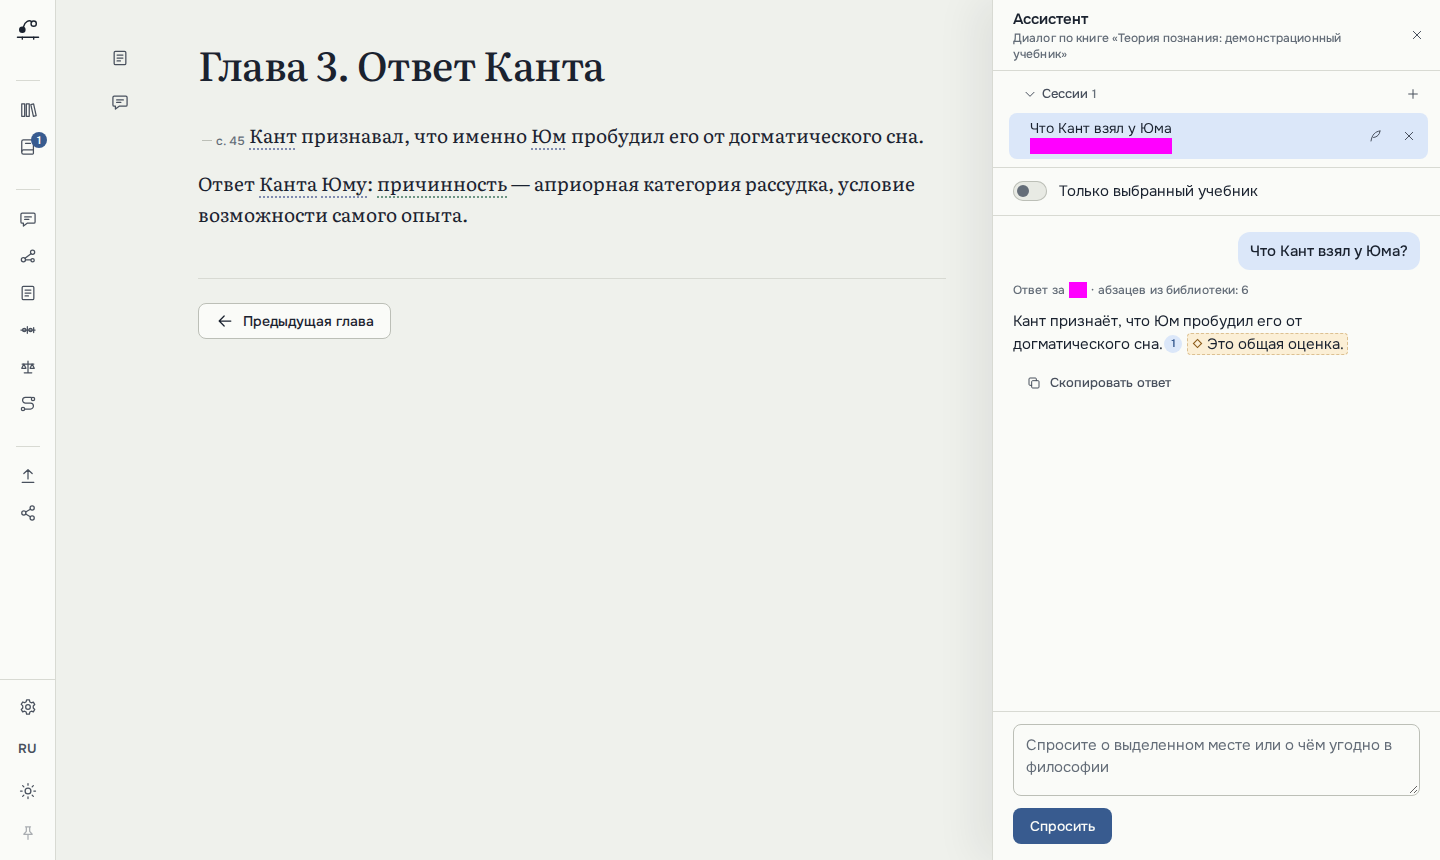 1
RU
Глава 3. Ответ Канта
— с. 45 Кант признавал, что именно Юм пробудил его от догматического сна.
Ответ Канта Юму: причинность — априорная категория рассудка, условие
возможности самого опыта.
Предыдущая глава
Ассистент
Диалог по книге «Теория познания: демонстрационный
учебник»
Сессии 1
Что Кант взял у Юма
Только выбранный учебник
Что Кант взял у Юма?
Ответ за · абзацев из библиотеки: 6
Кант признаёт, что Юм пробудил его от
догматического сна. 1 Это общая оценка.
Скопировать ответ
Спросите о выделенном месте или о чём угодно в
философии
Спросить